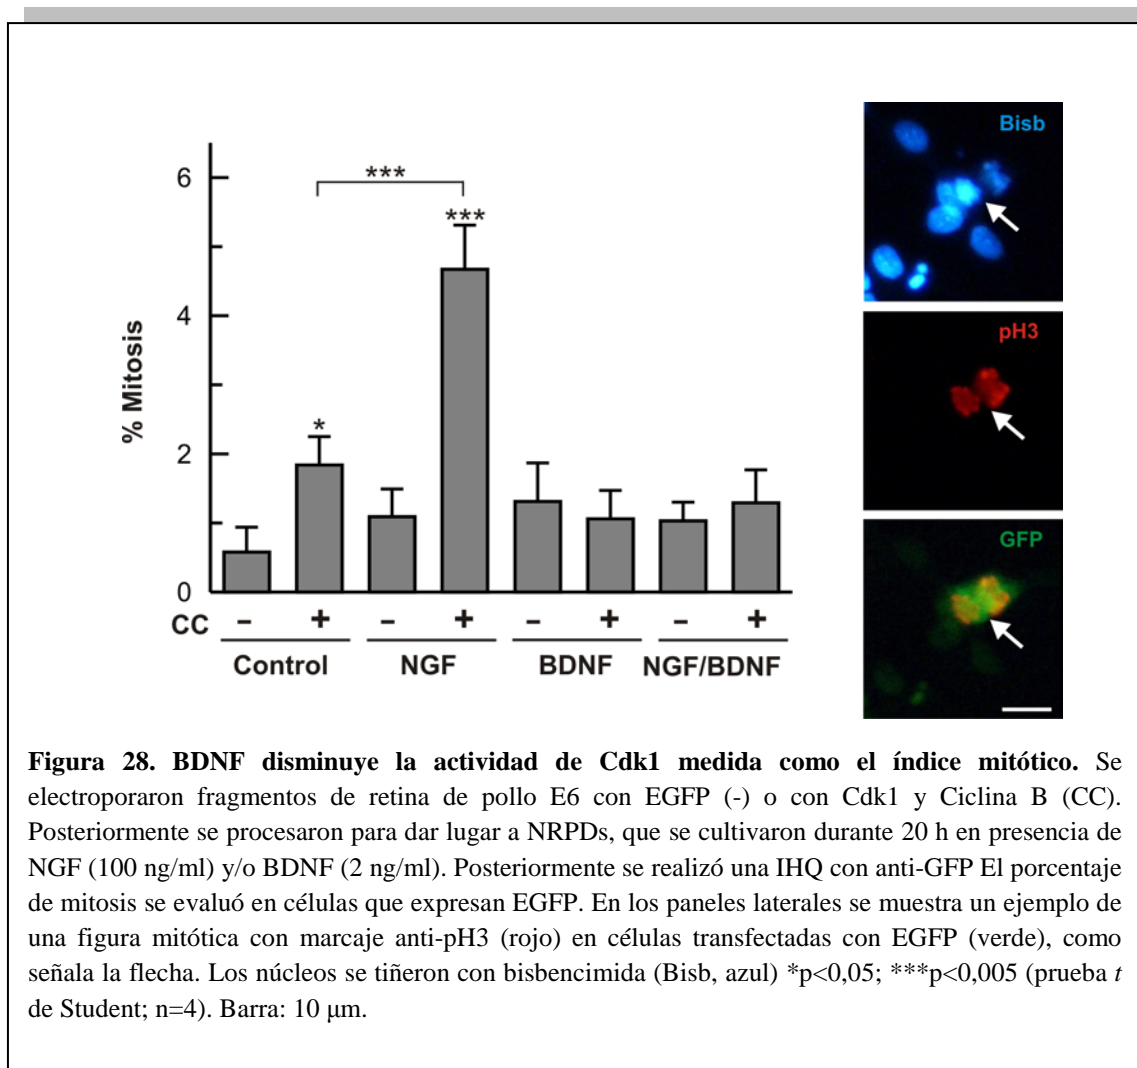 Bisb
6
***
***
4
pH3
% Mitosis
*
2
GFP
0
CC - + - + - + - +
Control NGF BDNF NGF/BDNF
Figura 28. BDNF disminuye la actividad de Cdk1 medida como el índice mitótico. Se
electroporaron fragmentos de retina de pollo E6 con EGFP (-) o con Cdk1 y Ciclina B (CC).
Posteriormente se procesaron para dar lugar a NRPDs, que se cultivaron durante 20 h en presencia de
NGF (100 ng/ml) y/o BDNF (2 ng/ml). Posteriormente se realizó una IHQ con anti-GFP El porcentaje
de mitosis se evaluó en células que expresan EGFP. En los paneles laterales se muestra un ejemplo de
una figura mitótica con marcaje anti-pH3 (rojo) en células transfectadas con EGFP (verde), como
señala la flecha. Los núcleos se tiñeron con bisbencimida (Bisb, azul) *p<0,05; ***p<0,005 (prueba t
de Student; n=4). Barra: 10 μm.